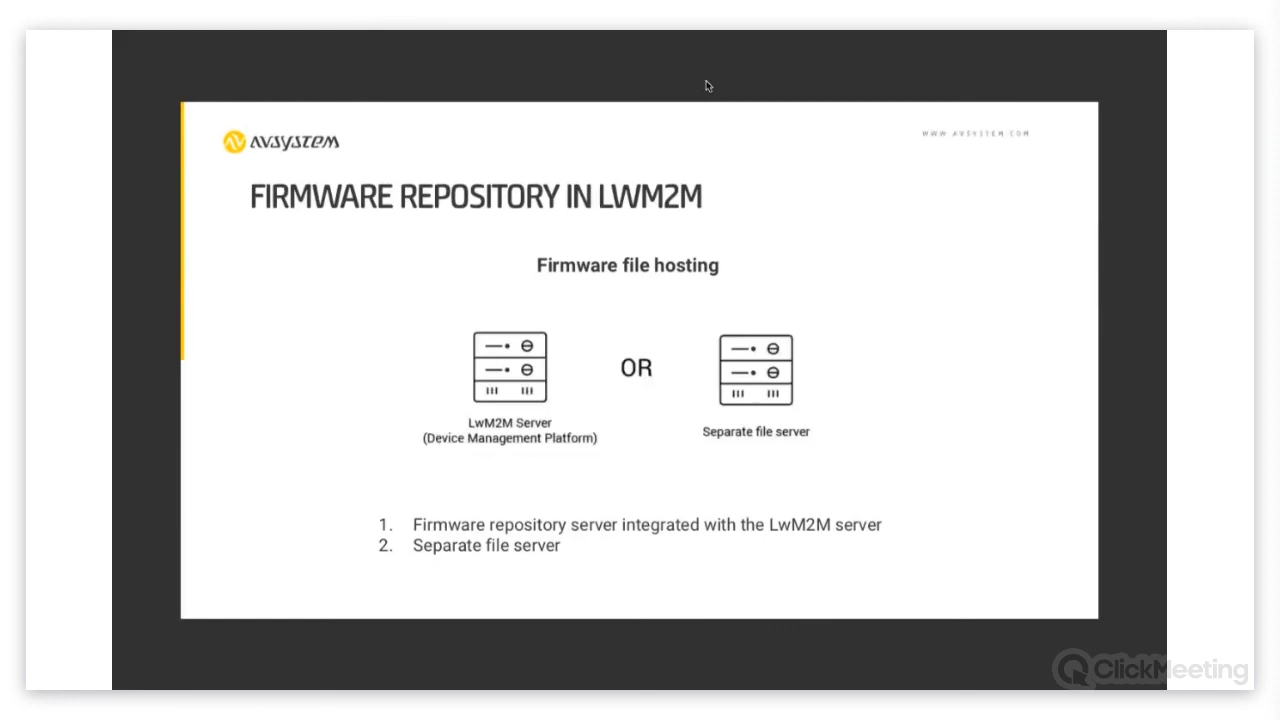 AVSYSTEM
WWW.AVSYSTEM.COM
FIRMWARE REPOSITORY IN LWM2M
Firmware file hosting
OR
LwM2M Server
(Device Management Platform)
Separate file server
1. Firmware repository server integrated with the LwM2M server
2. Separate file server
ClickMeeting